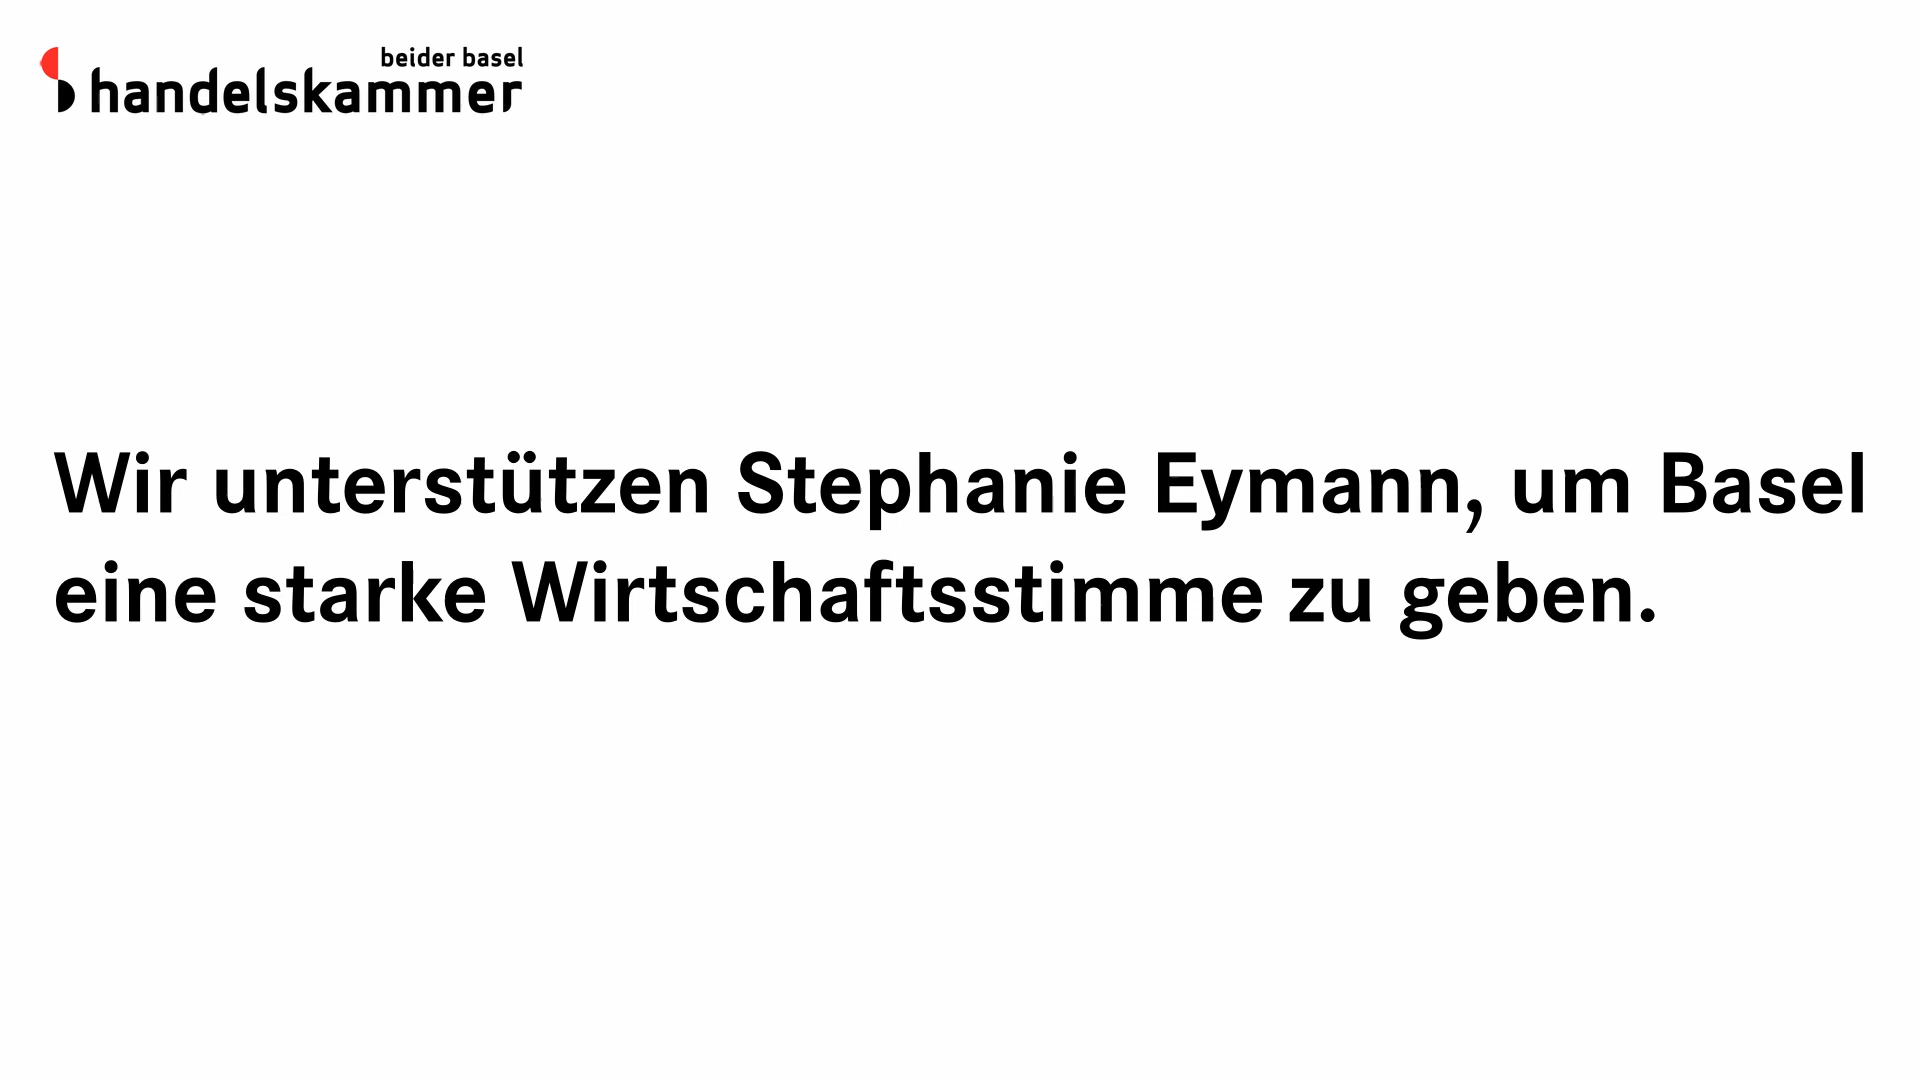 beider basel
handelskammer
Wir unterstützen Stephanie Eymann, um Basel
eine starke Wirtschaftsstimme zu geben.